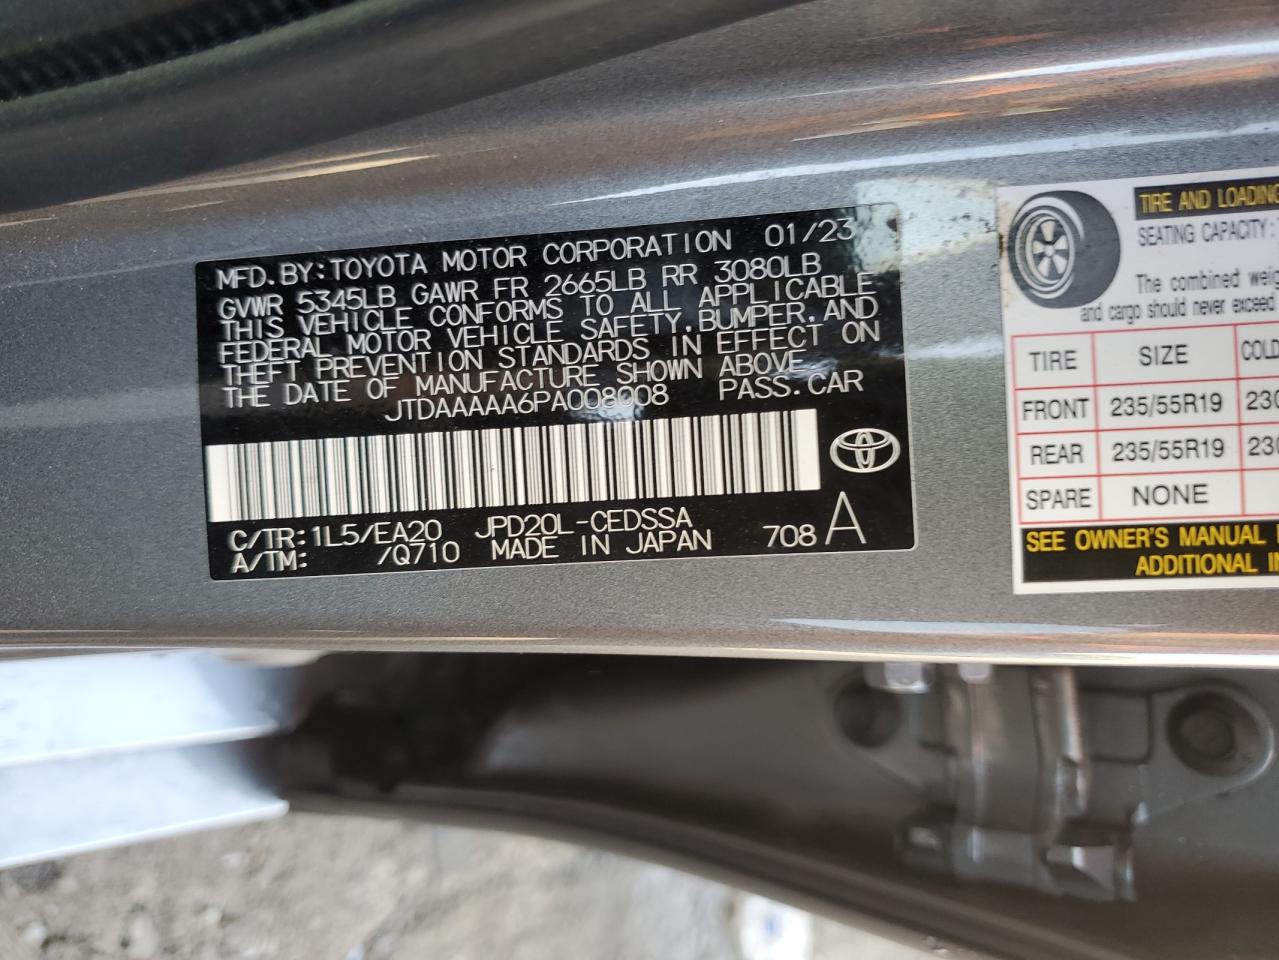 MFD.BY:TOYOTA MOTOR CORPORATION 01/23
GVWR 5345LB GAWR FR 2665LB RR 3080LB
THIS VEHICLE CONFORMS TO ALL APPLICABLE
FEDERAL MOTOR VEHICLE SAFETY,BUMPER,AND
THEFT PREVENTION STANDARDS IN EFFECT ON
THE DATE OF MANUFACTURE SHOWN ABOVE
JTDAAAAA6PA008008 PASS.CAR
C/TR:1L5/EA20 JPD20L-CEDSSA
A/TM: /Q710 MADE IN JAPAN 708 A
TIRE AND LOADING
SEATING CAPACITY:
The combined
and cargo should never exceed
TIRE SIZE COLD
FRONT 235/55R19 230
REAR 235/55R19 230
SPARE NONE
SEE OWNER'S MANUAL
ADDITIONAL